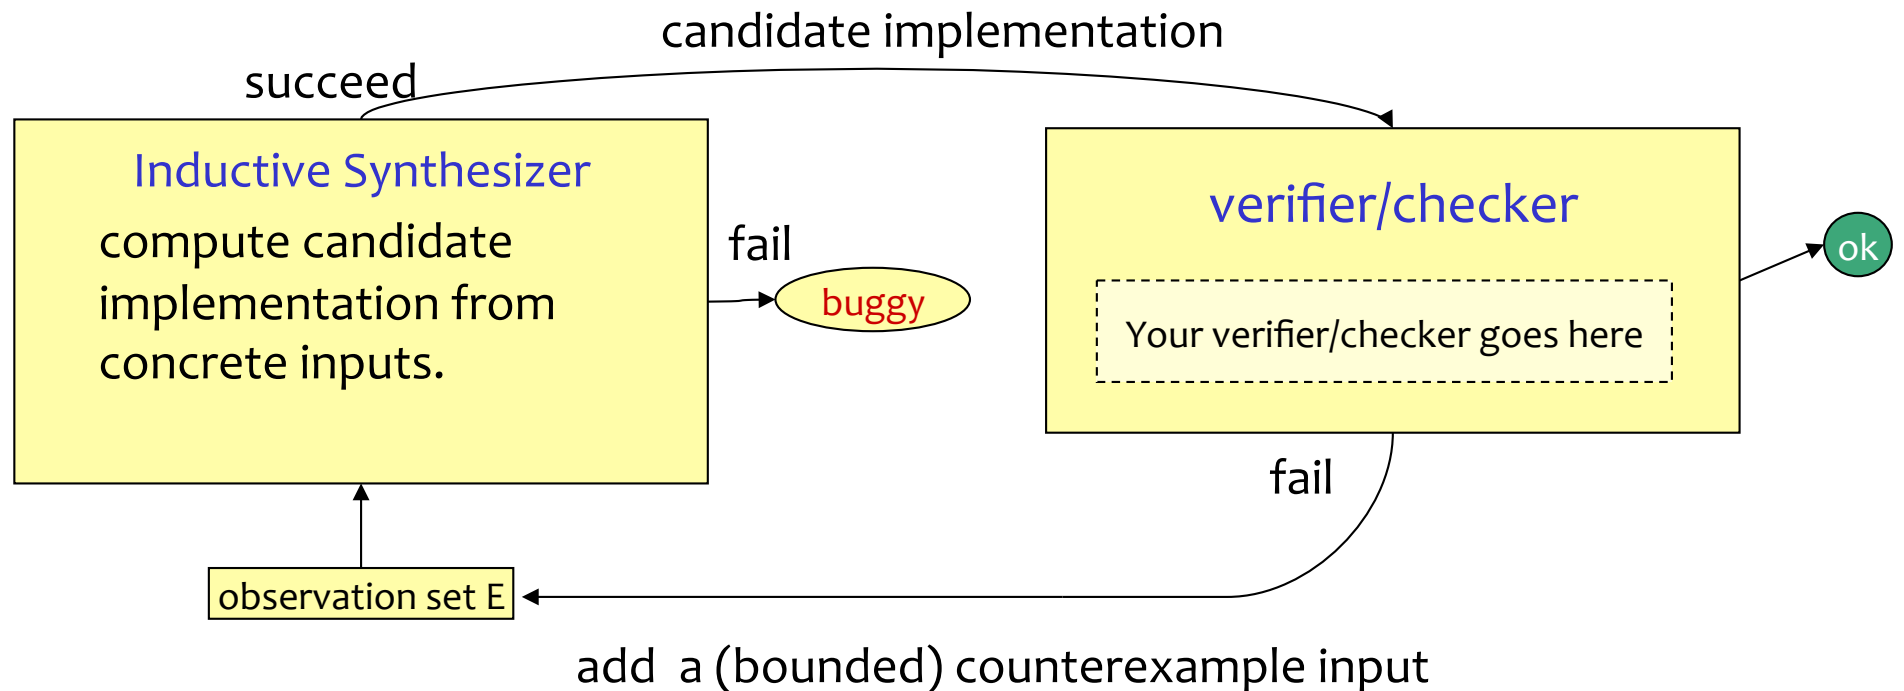 candidate implementation
succeed
Inductive Synthesizer
compute candidate
implementation from
concrete inputs.
fail
buggy
verifier/checker
Your verifier/checker goes here
ok
fail
observation set E
add a (bounded) counterexample input